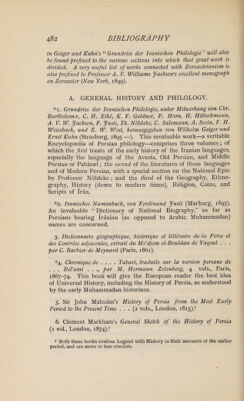 482 BIBLIOGRAPHY
in Geiger and Kuhn's "Grundriss der Iranischen Philologie" will also
be found prefixed to the various sections into which that great work is
divided. A very useful list of works connected with Zoroastrianism is
also prefixed to Professor A. V. Williams Jackson's excellent monograph
on Zoroaster (New York, 1899).
A. GENERAL HISTORY AND PHILOLOGY.
*1. Grundriss der Iranischen Philologie, unter Mitwirkung von Chr.
Bartholomæ, C. H. Ethé, K. F. Geldner, P. Horn, H. Hübschmann,
A. V. W. Jackson, F. Justi, Th. Nöldeke, C. Salemann, A. Socin, F. H.
Weissbach, und E. W. West, herausgegeben von Wilhelm Geiger und
Ernst Kuhn (Strassburg, 1895 —). This invaluable work—a veritable
Encyclopædia of Persian philology—comprises three volumes; of
which the first treats of the early history of the Iranian languages,
especially the language of the Avesta, Old Persian, and Middle
Persian or Pahlawí; the second of the literatures of these languages
and of Modern Persian, with a special section on the National Epic
by Professor Nöldeke; and the third of the Geography, Ethno-
graphy, History (down to modern times), Religion, Coins, and
Scripts of Írán.
*2. Iranisches Namenbuch, von Ferdinand Justi (Marburg, 1895).
An invaluable "Dictionary of National Biography," so far as
Persians bearing Iránian (as opposed to Arabic Muhammadan)
names are concerned.
3. Dictionnaire géographique, historique et littéraire de la Perse et
des Contrées adjacentes, extrait du Mo'djem el-Bouldan de Yaqout . . .
par C. Barbier de Meynard (Paris, 1861).
*4. Chronique de . . . Tabari, traduite sur la version persane de
. . . Bel'ami . . , par M. Hermann Zotenberg, 4 vols., Paris,
1867-74. This book will give the European reader the best idea
of Universal History, including the History of Persia, as understood
by the early Muhammadan historians.
5. Sir John Malcolm's History of Persia from the Most Early
Period to the Present Time . . . (2 vols., London, 1815).¹
6. Clement Markham's General Sketch of the History of Persia
(1 vol., London, 1874).¹
¹ Both these books confuse Legend with History in their accounts of the earlier
period, and are more or less obsolete.